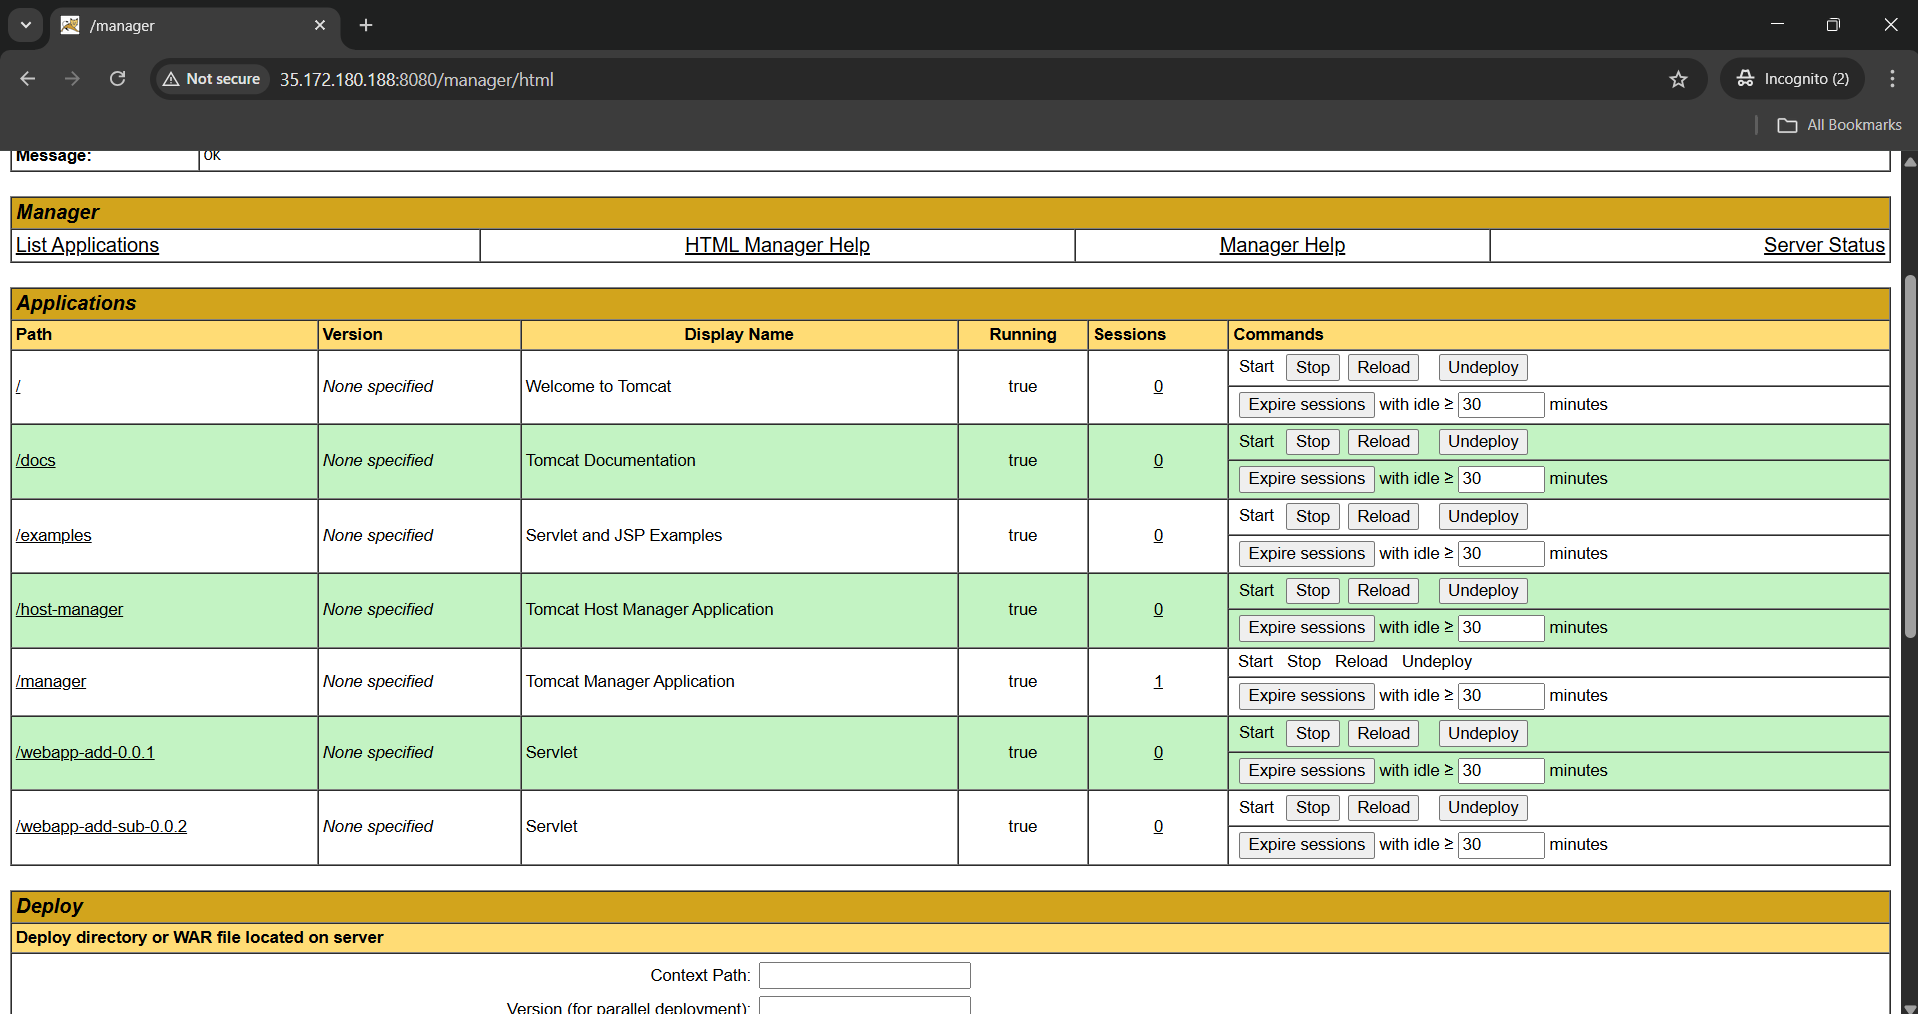 /manager
Not secure 35.172.180.188:8080/manager/html Incognito (2)
All Bookmarks
Message: OK
Manager
List Applications HTML Manager Help Manager Help Server Status
Applications
Path Version Display Name Running Sessions Commands
/ None specified Welcome to Tomcat true 0 Start Stop Reload Undeploy
Expire sessions with idle ≥ 30 minutes
/docs None specified Tomcat Documentation true 0 Start Stop Reload Undeploy
Expire sessions with idle ≥ 30 minutes
/examples None specified Servlet and JSP Examples true 0 Start Stop Reload Undeploy
Expire sessions with idle ≥ 30 minutes
/host-manager None specified Tomcat Host Manager Application true 0 Start Stop Reload Undeploy
Expire sessions with idle ≥ 30 minutes
/manager None specified Tomcat Manager Application true 1 Start Stop Reload Undeploy
Expire sessions with idle ≥ 30 minutes
/webapp-add-0.0.1 None specified Servlet true 0 Start Stop Reload Undeploy
Expire sessions with idle ≥ 30 minutes
/webapp-add-sub-0.0.2 None specified Servlet true 0 Start Stop Reload Undeploy
Expire sessions with idle ≥ 30 minutes
Deploy
Deploy directory or WAR file located on server
Context Path:
Version (for parallel deployment):